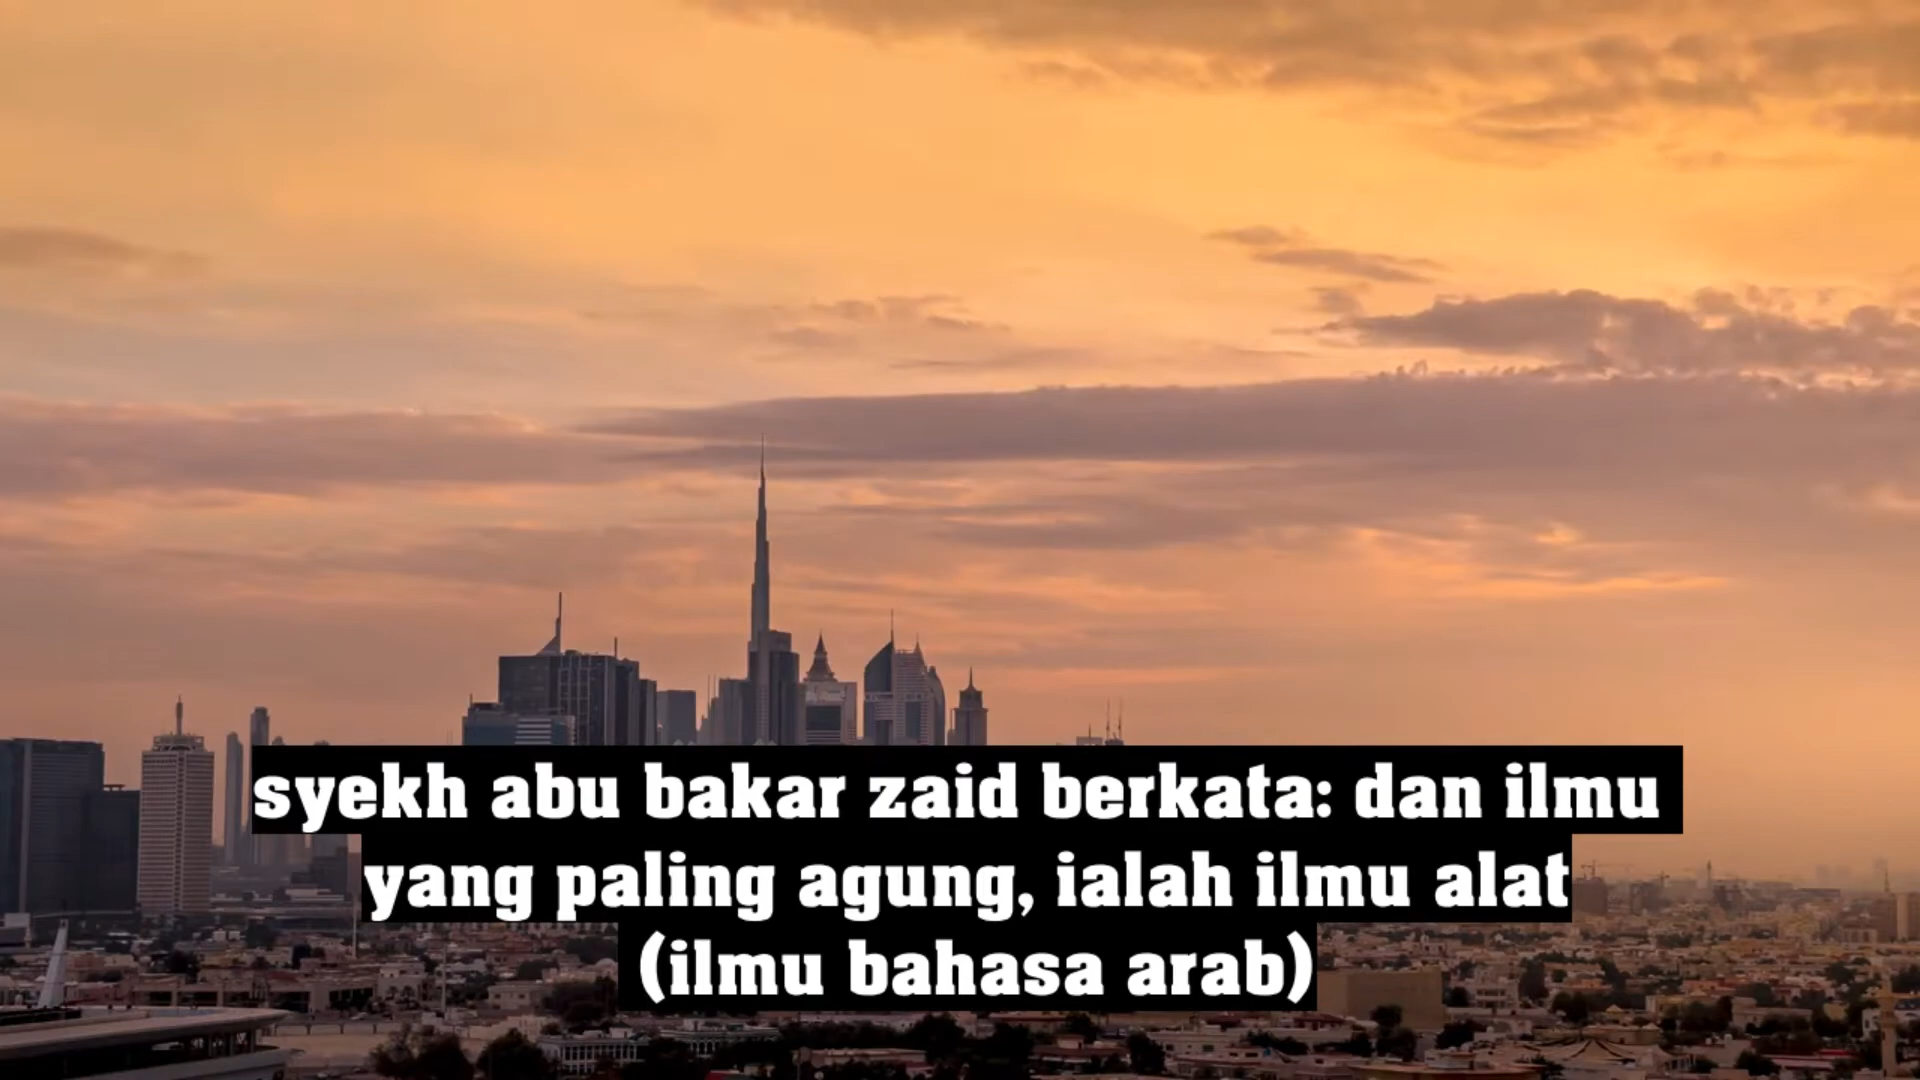 syekh abu bakar zaid berkata: dan ilmu
yang paling agung, ialah ilmu alat
(ilmu bahasa arab)